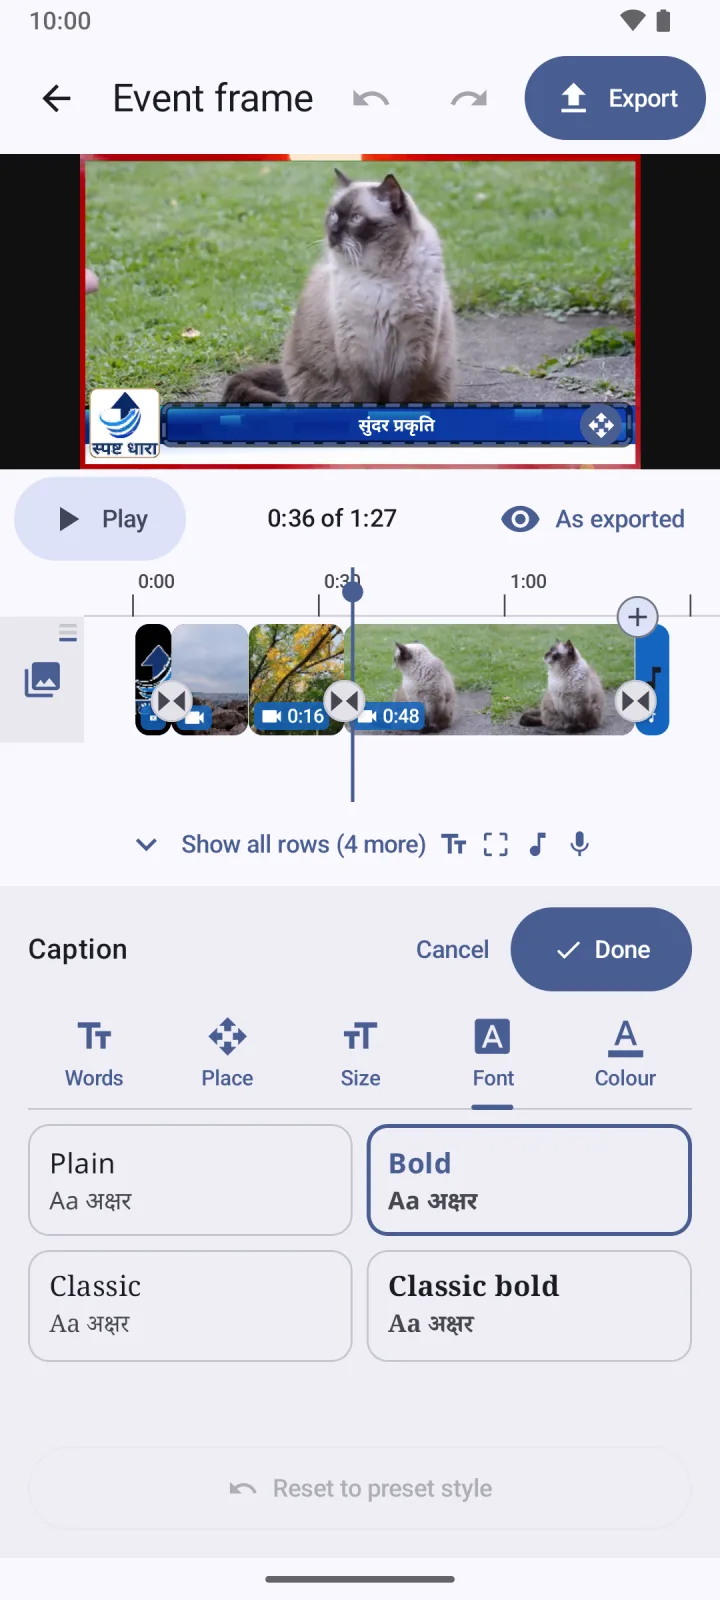 10:00
Event frame
Export
सुंदर प्रकृति
स्पष्ट धारा
Play
0:36 of 1:27
As exported
0:00
0:30
1:00
0:16
0:48
Show all rows (4 more)
Caption
Cancel
Done
Words
Place
Size
Font
Colour
Plain
Aa अक्षर
Bold
Aa अक्षर
Classic
Aa अक्षर
Classic bold
Aa अक्षर
Reset to preset style